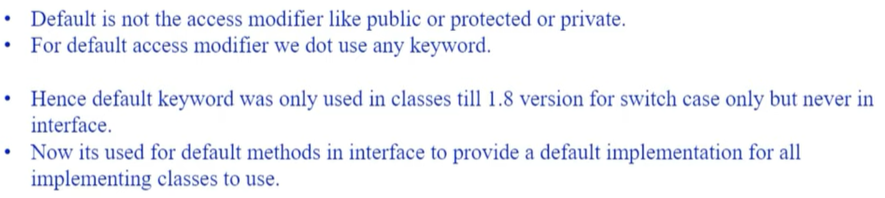 • Default is not the access modifier like public or protected or private.
• For default access modifier we dot use any keyword.
• Hence default keyword was only used in classes till 1.8 version for switch case only but never in
interface.
• Now its used for default methods in interface to provide a default implementation for all
implementing classes to use.